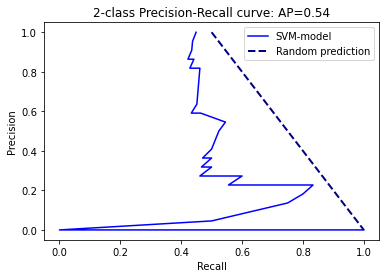 2-class Precision-Recall curve: AP=0.54
SVM-model
Random prediction
Precision
1.0
0.8
0.6
0.4
0.2
0.0
0.0 0.2 0.4 0.6 0.8 1.0
Recall